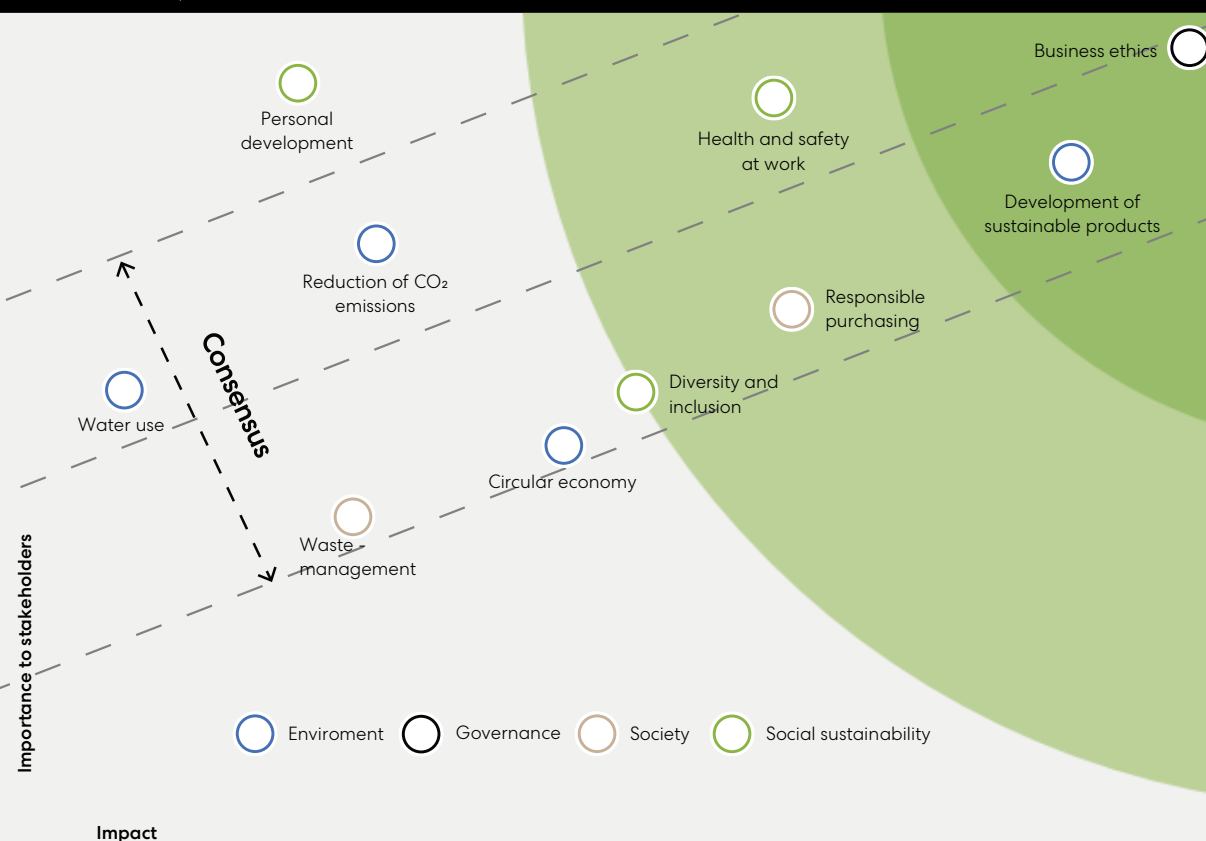 Business ethics
Personal
development
Health and safety
at work
Development of
sustainable products
Reduction of CO₂
emissions
Responsible
purchasing
Consensus
Diversity and
inclusion
Water use
Circular economy
Waste -
management
Importance to stakeholders
Enviroment
Governance
Society
Social sustainability
Impact